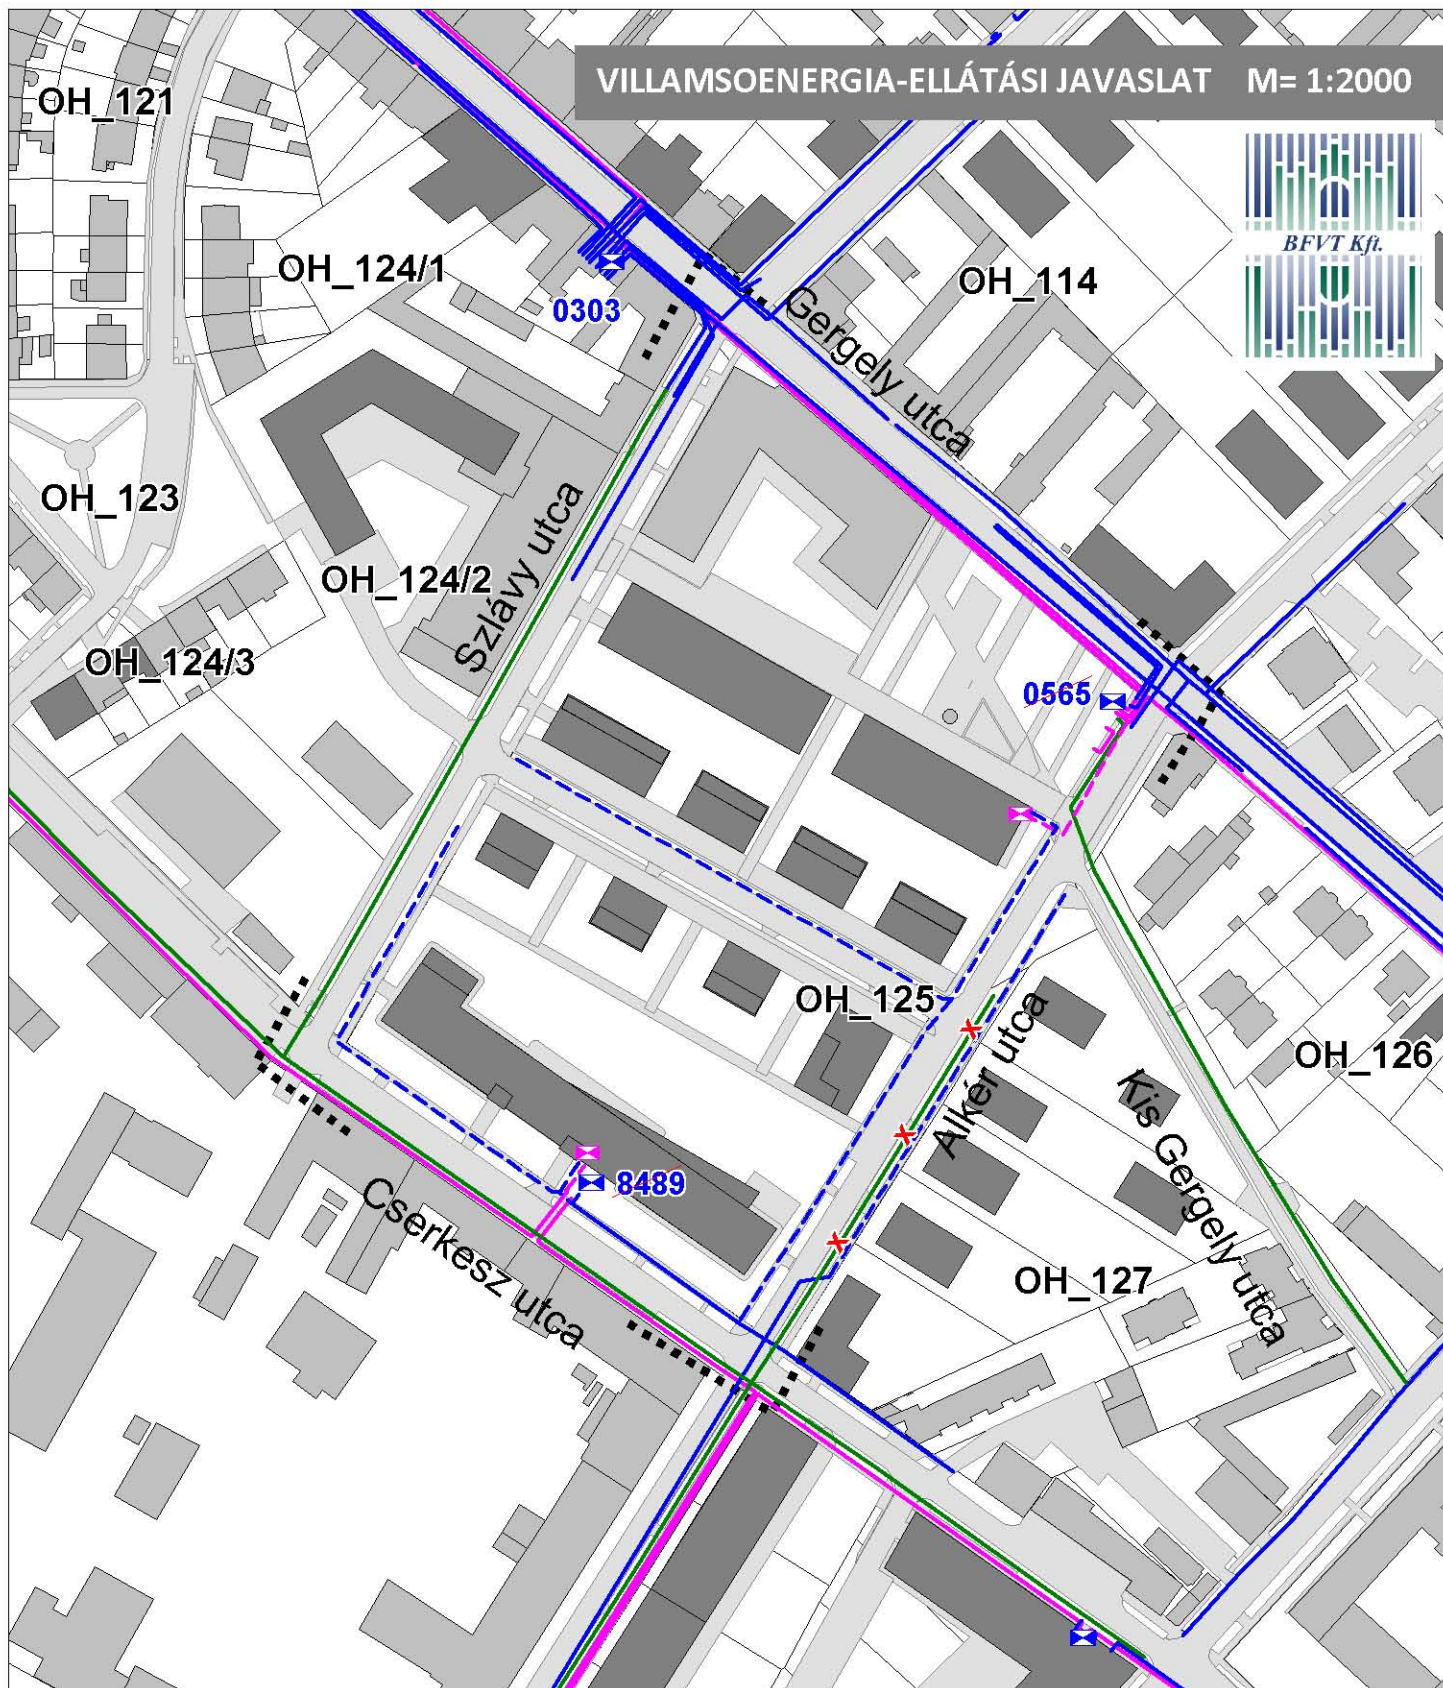 VILLAMSOENERGIA-ELLÁTÁSI JAVASLAT M= 1:2000
OH_121
BFVT Kft.
OH_124/1
OH_114
0303
Gergely utca
OH_123
Szlávy utca
OH_124/2
OH_124/3
0565
OH_125
Alkér utca
OH_126
Kis Gergely utca
8489
Cserkesz utca
OH_127